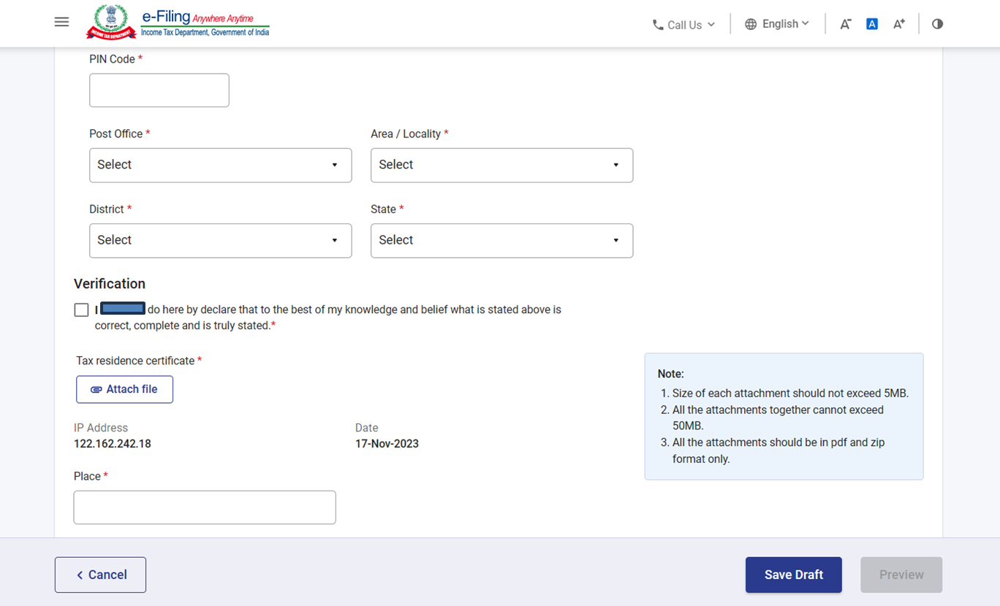 e-Filing Anywhere Anytime
Income Tax Department, Government of India
INCOME TAX DEPARTMENT
Call Us
English
A-
A
A+
PIN Code *
Post Office *
Area / Locality *
Select
Select
District *
State *
Select
Select
Verification
I do here by declare that to the best of my knowledge and belief what is stated above is
correct, complete and is truly stated.*
Tax residence certificate *
Attach file
Note:
1. Size of each attachment should not exceed 5MB.
2. All the attachments together cannot exceed
50MB.
3. All the attachments should be in pdf and zip
format only.
IP Address
Date
122.162.242.18
17-Nov-2023
Place *
Cancel
Save Draft
Preview